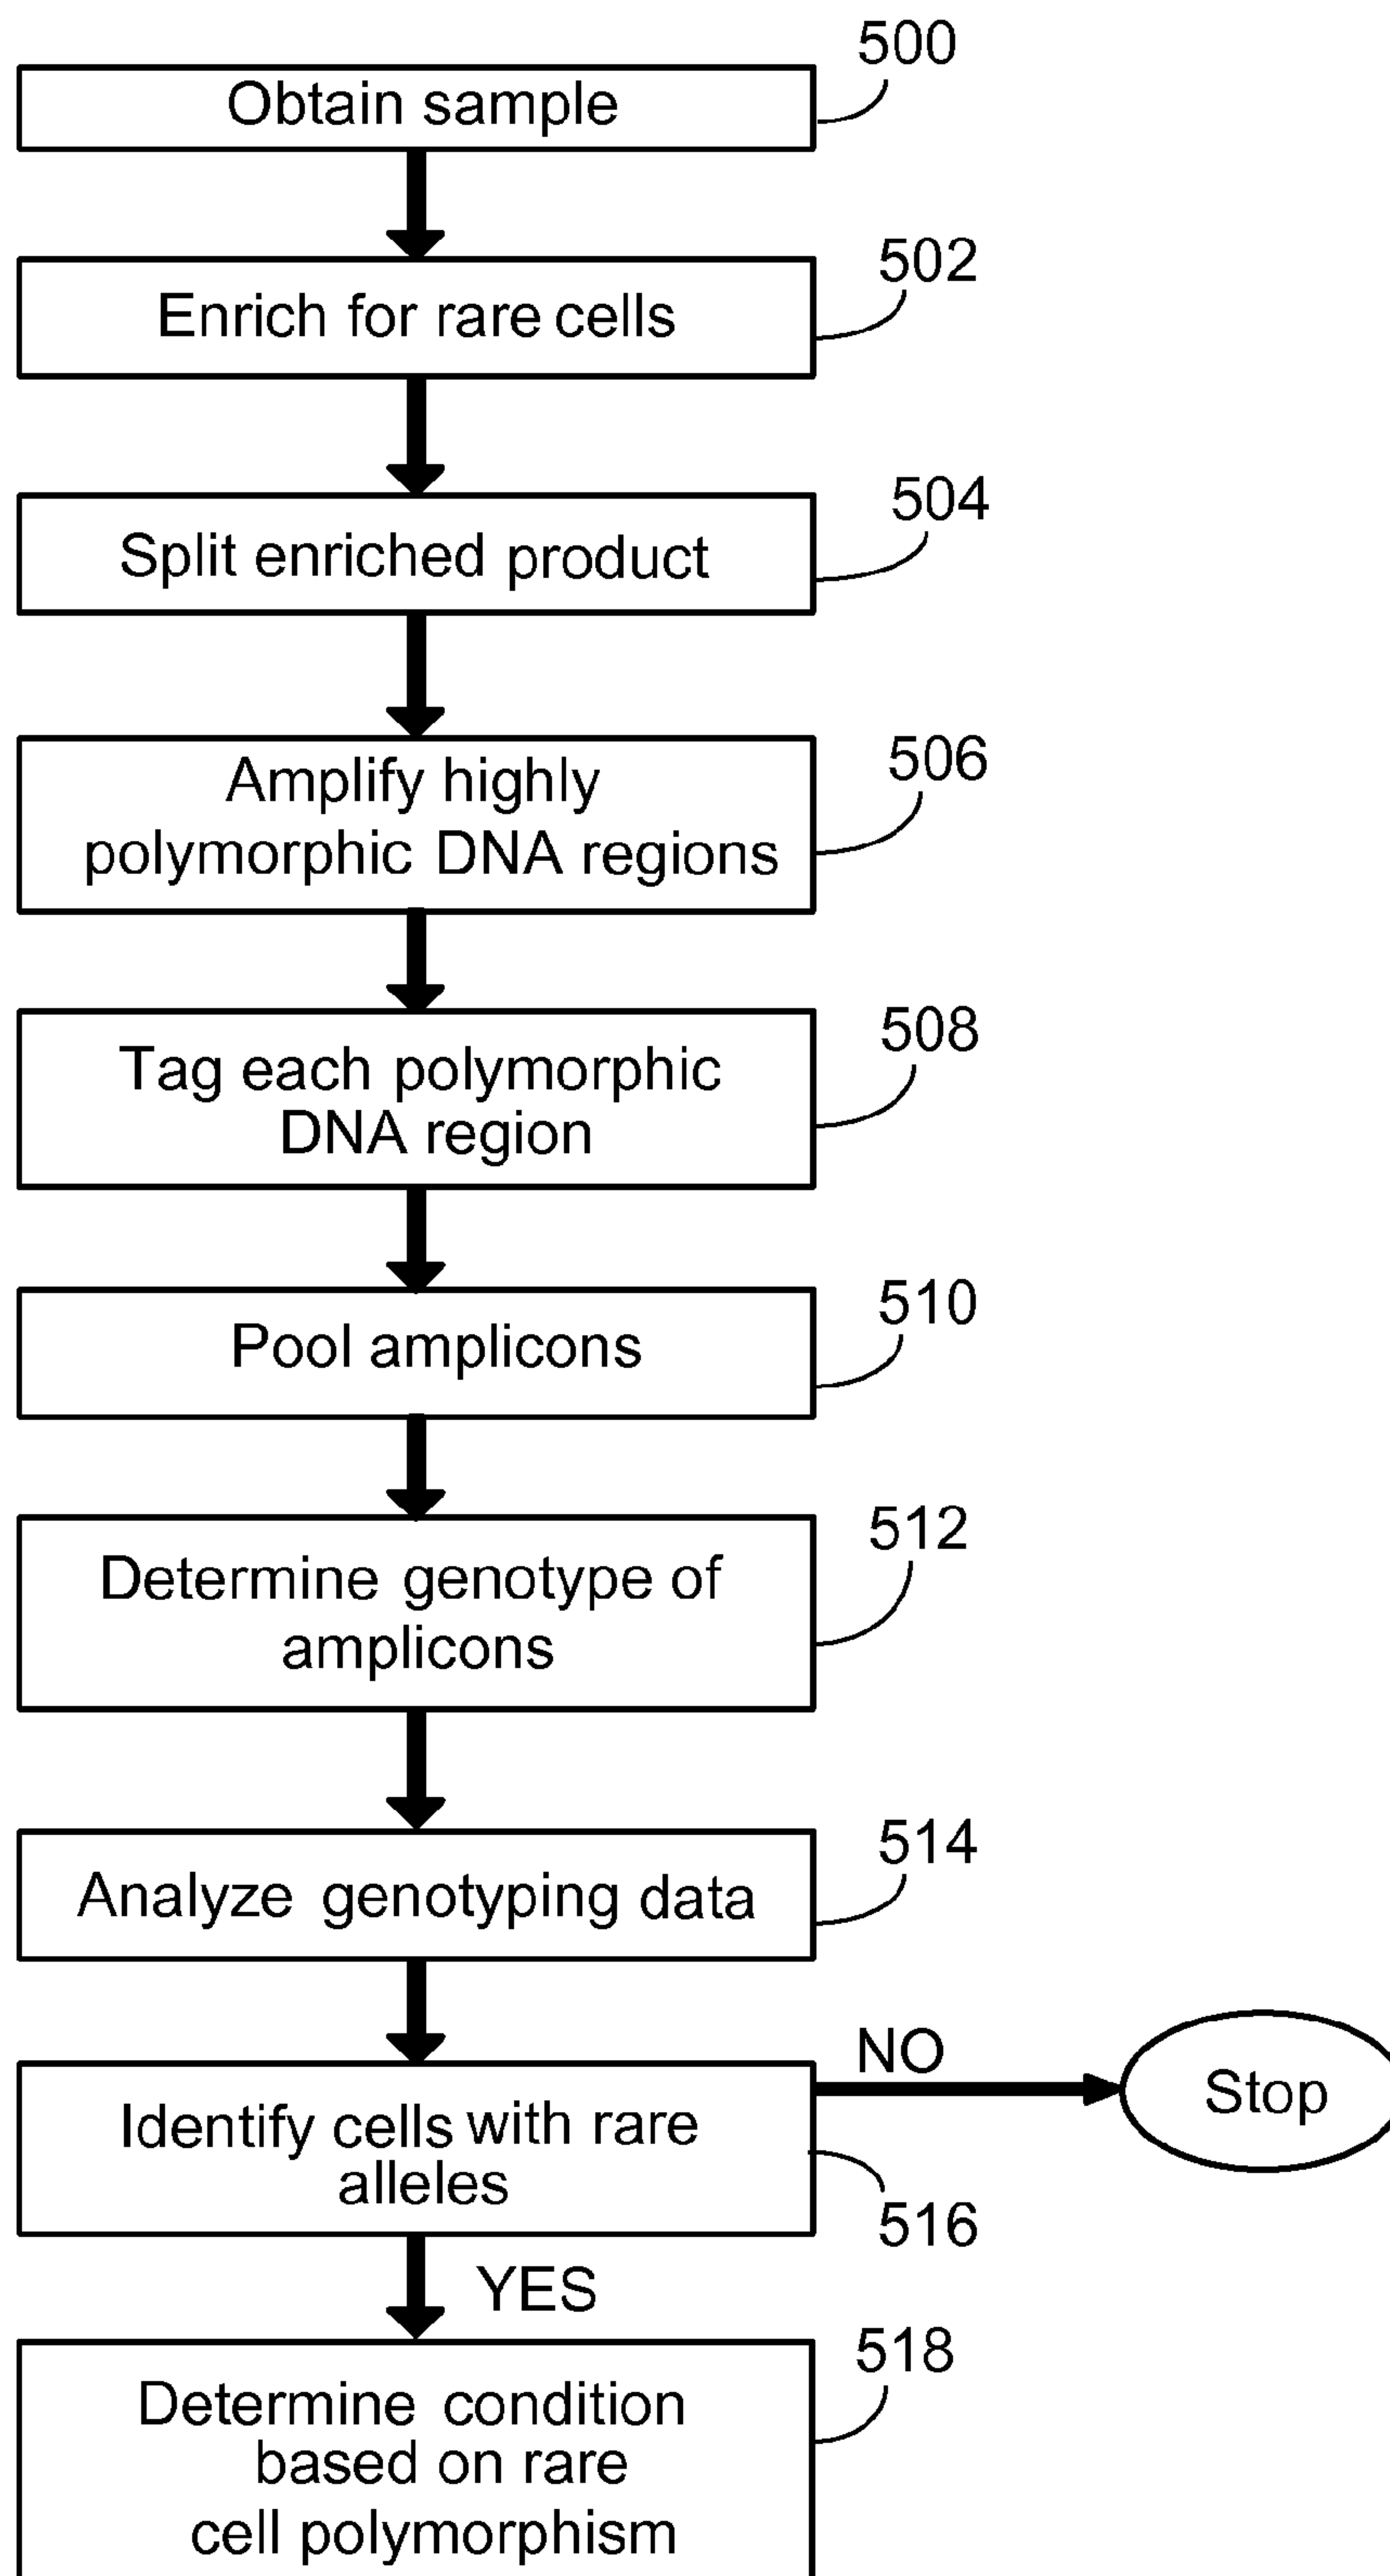 500
Obtain sample
502
Enrich for rare cells
504
Split enriched product
506
Amplify highly
polymorphic DNA regions
508
Tag each polymorphic
DNA region
510
Pool amplicons
512
Determine genotype of
amplicons
514
Analyze genotyping data
NO
Stop
Identify cells with rare
alleles
516
YES
518
Determine condition
based on rare
cell polymorphism